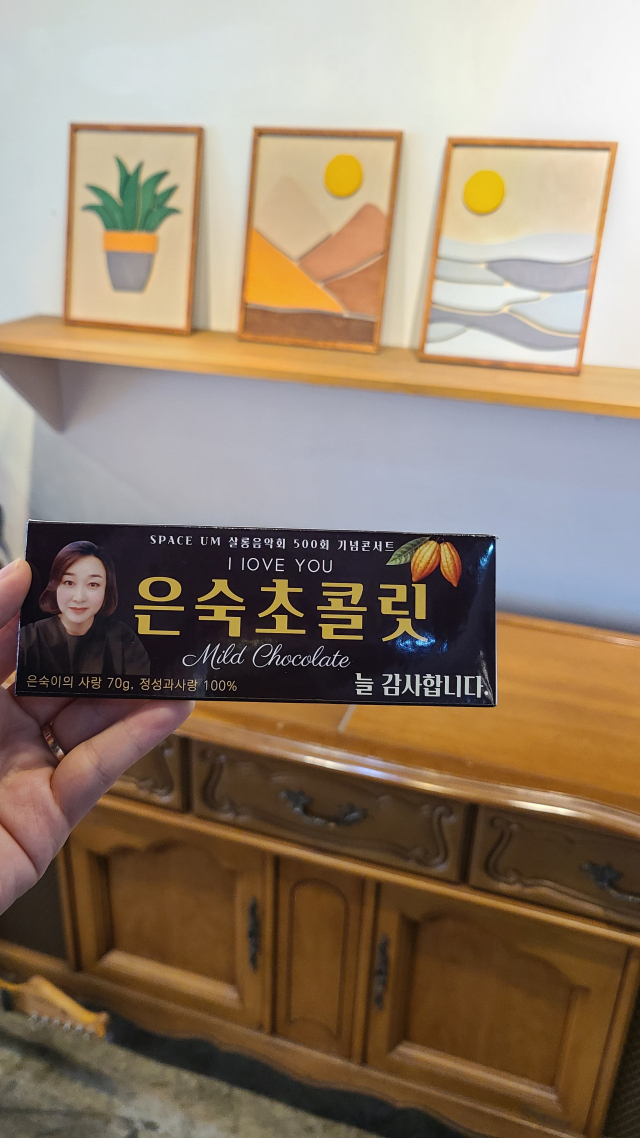 SPACE UM 살롱음악회 500회 기념콘서트
I lOVE YOU
은숙초콜릿
Mild Chocolate
은숙이의 사랑 70g, 정성과사랑 100%
늘 감사합니다.